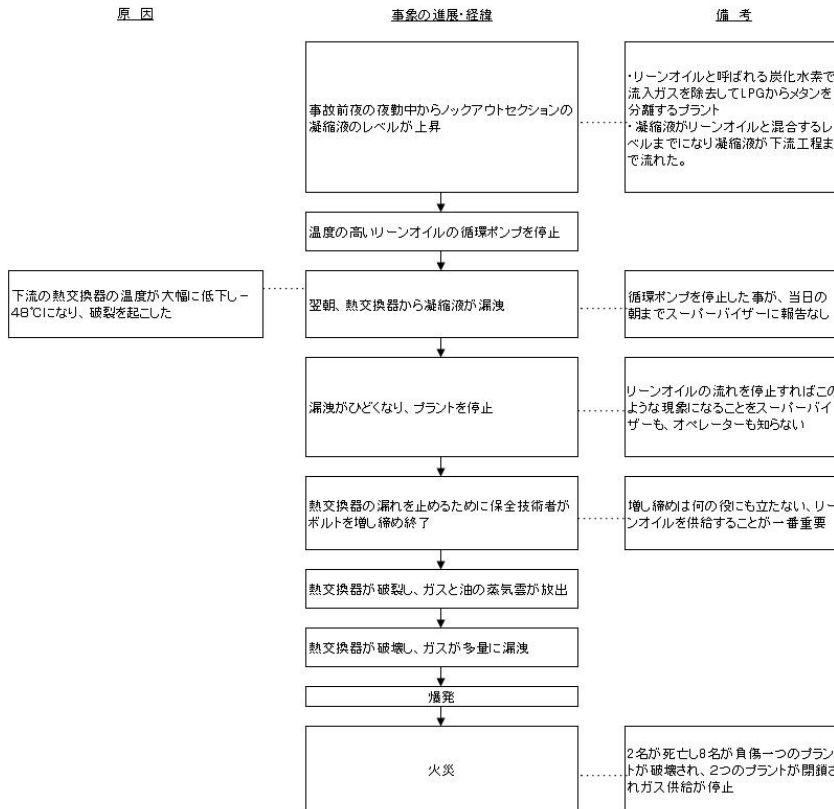 原 因
事象の進展・経緯
備 考
事故前夜の夜勤中からノックアウトセクションの
凝縮液のレベルが上昇
・リーンオイルと呼ばれる炭化水素で
流入ガスを除去してLPGからメタンを
分離するプラント
・凝縮液がリーンオイルと混合するレ
ベルまでになり凝縮液が下流工程ま
で流れた。
温度の高いリーンオイルの循環ポンプを停止
下流の熱交換器の温度が大幅に低下し－
48℃になり、破裂を起こした
翌朝、熱交換器から凝縮液が漏洩
循環ポンプを停止した事が、当日の
朝までスーパーバイザーに報告なし
漏洩がひどくなり、プラントを停止
リーンオイルの流れを停止すればこの
ような現象になることをスーパーバイ
ザーも、オペレーターも知らない
熱交換器の漏れを止めるために保全技術者が
ボルトを増し締め終了
増し締めは何の役にも立たない、リー
ンオイルを供給することが一番重要
熱交換器が破裂し、ガスと油の蒸気雲が放出
熱交換器が破壊し、ガスが多量に漏洩
爆発
火災
2名が死亡し8名が負傷一つのプラン
トが破壊され、2つのプラントが閉鎖さ
れガス供給が停止